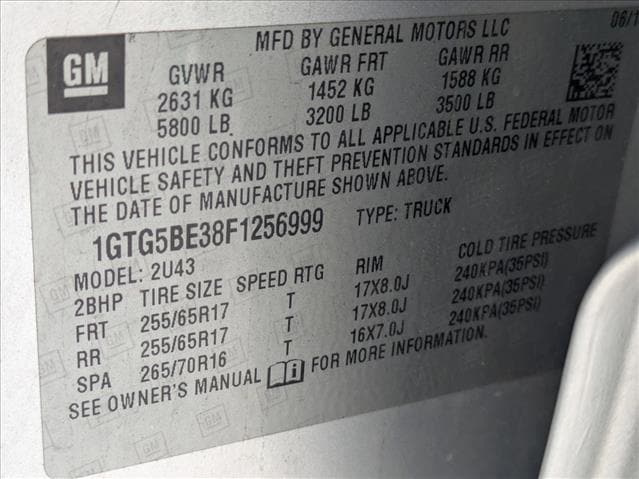 GM
MFD BY GENERAL MOTORS LLC
06/1
GVWR GAWR FRT GAWR RR
2631 KG 1452 KG 1588 KG
5800 LB 3200 LB 3500 LB
THIS VEHICLE CONFORMS TO ALL APPLICABLE U.S. FEDERAL MOTOR
VEHICLE SAFETY AND THEFT PREVENTION STANDARDS IN EFFECT ON
THE DATE OF MANUFACTURE SHOWN ABOVE.
1GTG5BE38F1256999 TYPE: TRUCK
MODEL: 2U43
2BHP TIRE SIZE SPEED RTG RIM COLD TIRE PRESSURE
FRT 255/65R17 T 17X8.0J 240KPA(35PSI)
RR 255/65R17 T 17X8.0J 240KPA(35PSI)
SPA 265/70R16 T 16X7.0J 240KPA(35PSI)
SEE OWNER'S MANUAL i FOR MORE INFORMATION.